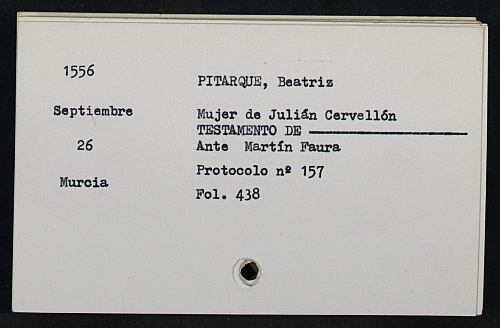 1556
PITARQUE, Beatriz
Septiembre
Mujer de Julián Cervellón
TESTAMENTO DE ————————
26
Ante Martín Faura
Protocolo nº 157
Murcia
Fol. 438